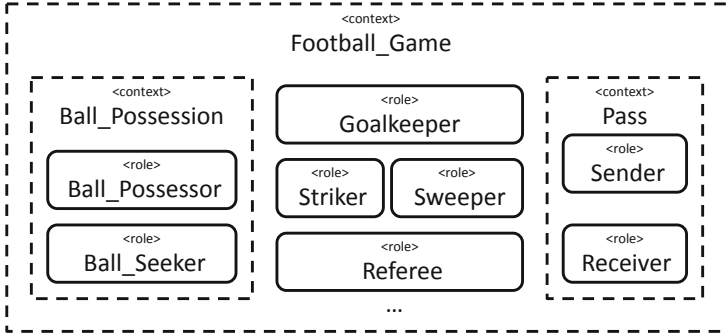 <context>
Football_Game
<context>
Ball_Possession
<role>
Ball_Possessor
<role>
Ball_Seeker
<role>
Goalkeeper
<role>
Striker
<role>
Sweeper
<role>
Referee
...
<context>
Pass
<role>
Sender
<role>
Receiver